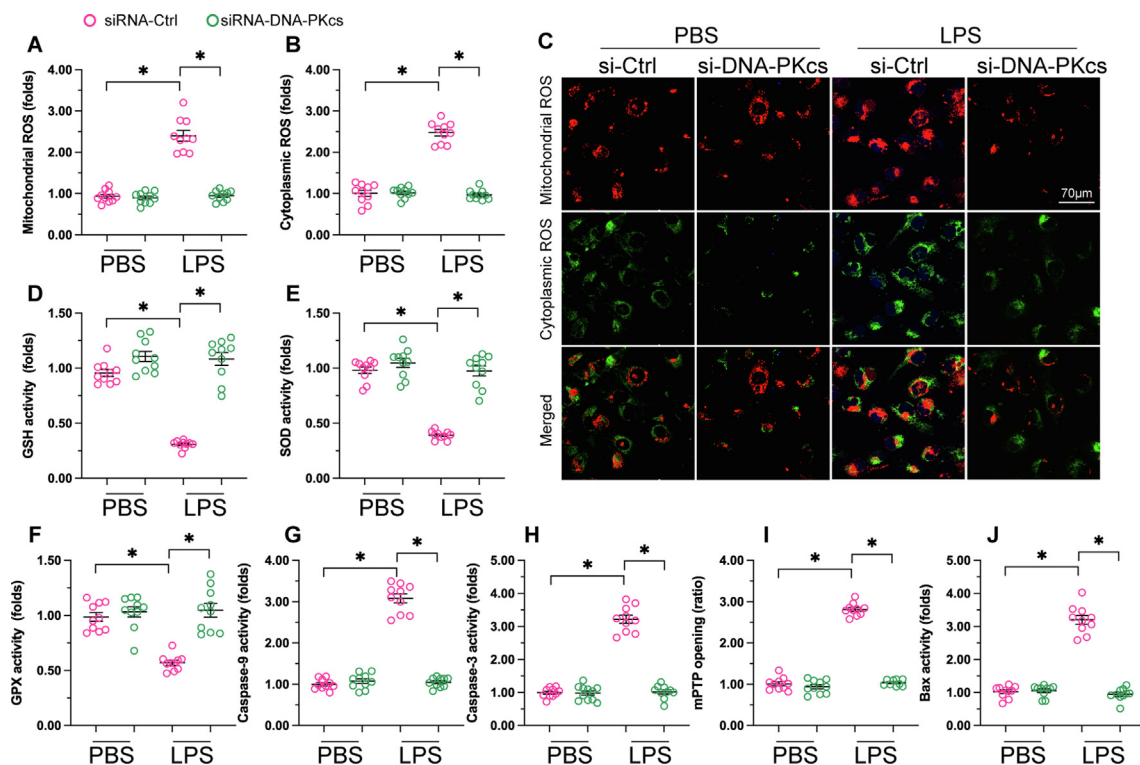 siRNA-Ctrl siRNA-DNA-PKcs
A
Mitochondrial ROS (folds)
4.00
3.00
2.00
1.00
0.00
*
*
PBS LPS
B
Cytoplasmic ROS (folds)
4.00
3.00
2.00
1.00
0.00
*
*
PBS LPS
C
PBS LPS
si-Ctrl si-DNA-PKcs si-Ctrl si-DNA-PKcs
Mitochondrial ROS
70μm
Cytoplasmic ROS
Merged
D
GSH activity (folds)
1.50
1.00
0.50
0.00
*
*
PBS LPS
E
SOD activity (folds)
1.50
1.00
0.50
0.00
*
*
PBS LPS
F
GPX activity (folds)
1.50
1.00
0.50
0.00
*
*
PBS LPS
G
Caspase-9 activity (folds)
4.00
3.00
2.00
1.00
0.00
*
*
PBS LPS
H
Caspase-3 activity (folds)
5.00
4.00
3.00
2.00
1.00
0.00
*
*
PBS LPS
I
mPTP opening (ratio)
4.00
3.00
2.00
1.00
0.00
*
*
PBS LPS
J
Bax activity (folds)
5.00
4.00
3.00
2.00
1.00
0.00
*
*
PBS LPS